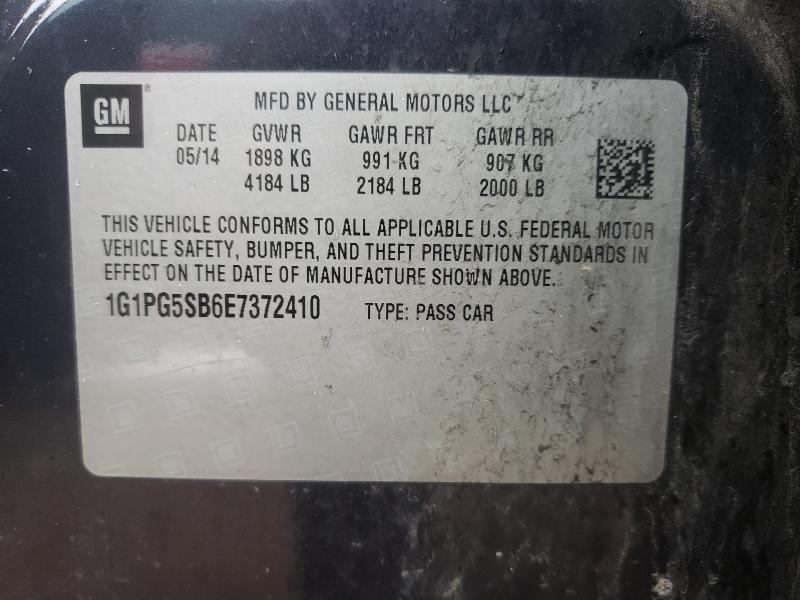 GM MFD BY GENERAL MOTORS LLC
DATE GVWR GAWR FRT GAWR RR
05/14 1898 KG 991 KG 907 KG
4184 LB 2184 LB 2000 LB
THIS VEHICLE CONFORMS TO ALL APPLICABLE U.S. FEDERAL MOTOR
VEHICLE SAFETY, BUMPER, AND THEFT PREVENTION STANDARDS IN
EFFECT ON THE DATE OF MANUFACTURE SHOWN ABOVE.
1G1PG5SB6E7372410 TYPE: PASS CAR